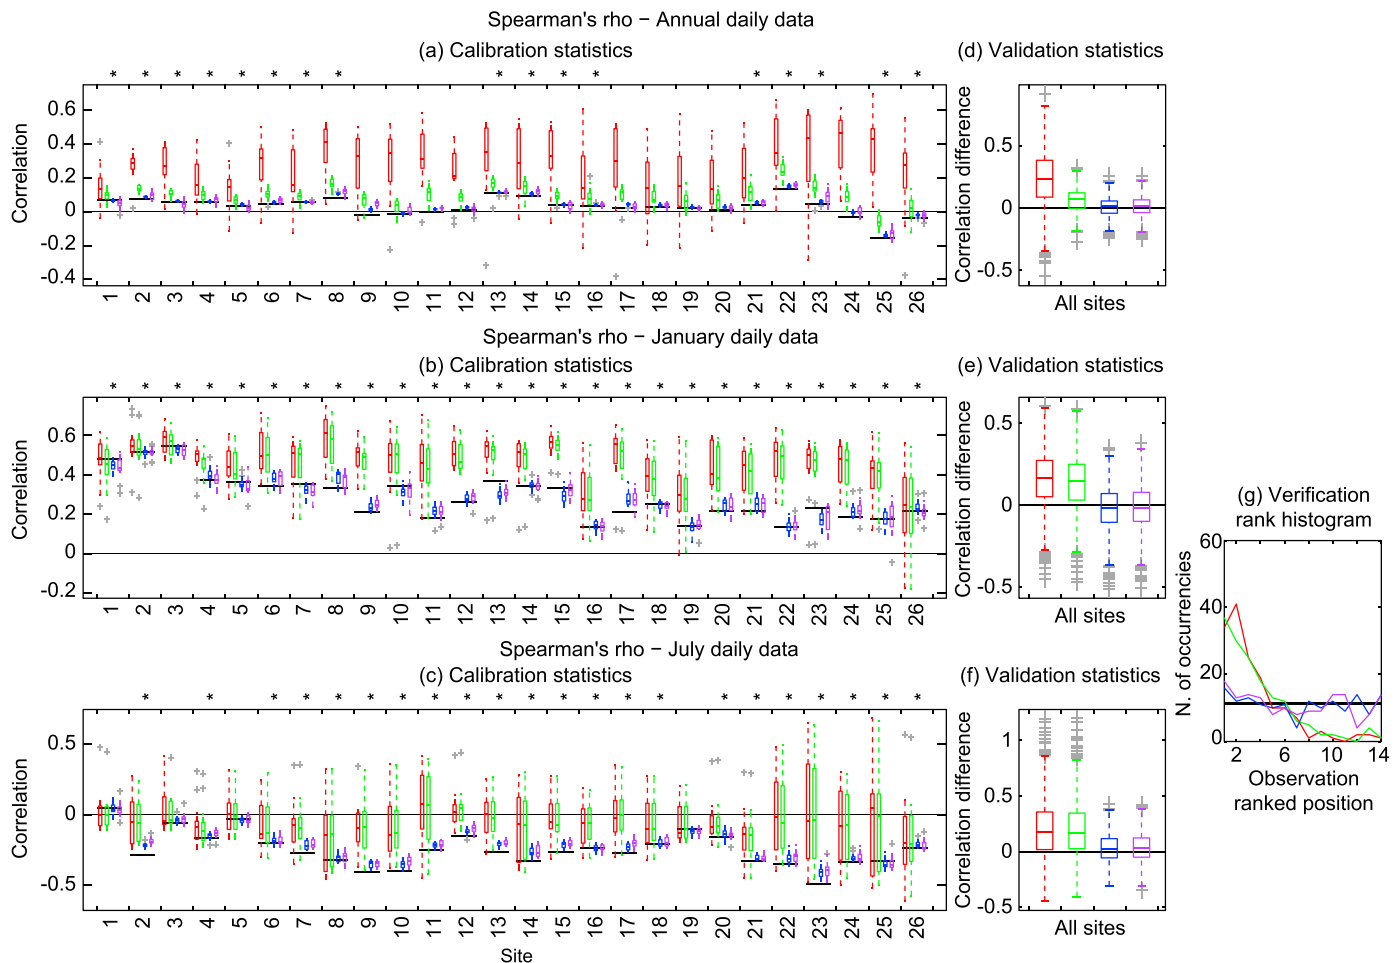 Spearman's rho − Annual daily data
(a) Calibration statistics
(d) Validation statistics
* * * * * * * * * * * * * * * * *
Correlation
0.6
0.4
0.2
0
-0.2
-0.4
1 2 3 4 5 6 7 8 9 10 11 12 13 14 15 16 17 18 19 20 21 22 23 24 25 26
Correlation difference
0.5
0
-0.5
All sites
Spearman's rho − January daily data
(b) Calibration statistics
(e) Validation statistics
* * * * * * * * * * * * * * * * * * * * * * * * * *
Correlation
0.6
0.4
0.2
0
-0.2
1 2 3 4 5 6 7 8 9 10 11 12 13 14 15 16 17 18 19 20 21 22 23 24 25 26
Correlation difference
0.5
0
-0.5
All sites
Spearman's rho − July daily data
(c) Calibration statistics
(f) Validation statistics
* * * * * * * * * * * * * * * * * * * * * *
Correlation
0.5
0
-0.5
1 2 3 4 5 6 7 8 9 10 11 12 13 14 15 16 17 18 19 20 21 22 23 24 25 26
Site
Correlation difference
1
0.5
0
-0.5
All sites
(g) Verification
rank histogram
N. of occurrencies
60
40
20
0
2 6 10 14
Observation
ranked position